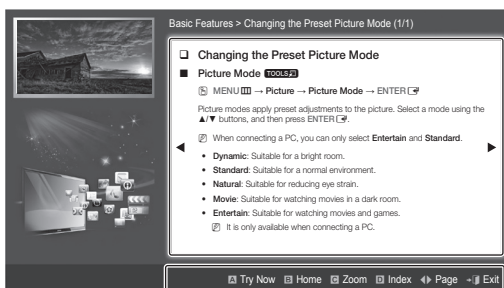 Basic Features > Changing the Preset Picture Mode (1/1)
❑ Changing the Preset Picture Mode
■ Picture Mode TOOLS
MENU → Picture → Picture Mode → ENTER
Picture modes apply preset adjustments to the picture. Select a mode using the
▲/▼ buttons, and then press ENTER.
When connecting a PC, you can only select Entertain and Standard.
• Dynamic: Suitable for a bright room.
• Standard: Suitable for a normal environment.
• Natural: Suitable for reducing eye strain.
• Movie: Suitable for watching movies in a dark room.
• Entertain: Suitable for watching movies and games.
It is only available when connecting a PC.
A Try Now B Home C Zoom D Index ◀▶ Page Exit